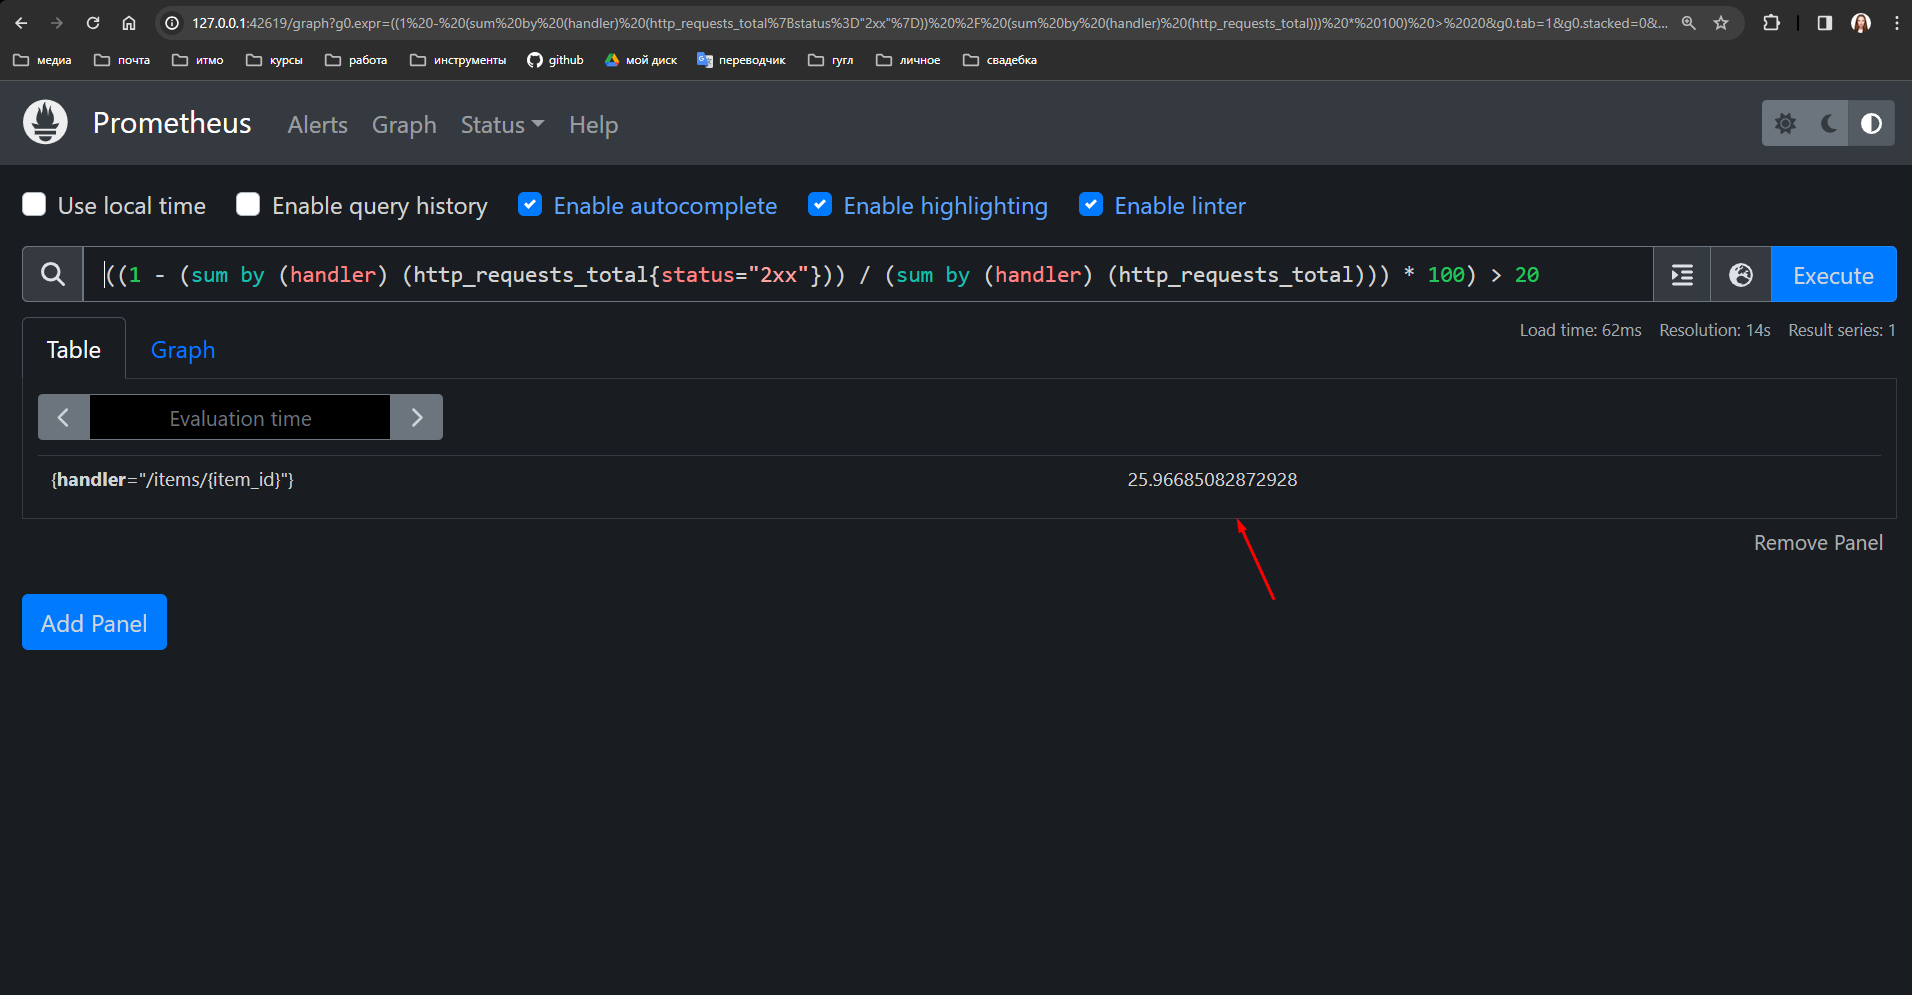 127.0.0.1:42619/graph?g0.expr=((1%20-%20(sum%20by%20(handler)%20(http_requests_total%7Bstatus%3D"2xx"%7D))%20%2F%20(sum%20by%20(handler)%20(http_requests_total)))%20*%20100)%20>%2020&g0.tab=1&g0.stacked=0&...
медиа почта итмо курсы работа инструменты github мой диск переводчик гугл личное свадебка
Prometheus Alerts Graph Status Help
Use local time Enable query history Enable autocomplete Enable highlighting Enable linter
((1 - (sum by (handler) (http_requests_total{status="2xx"})) / (sum by (handler) (http_requests_total))) * 100) > 20 Execute
Load time: 62ms Resolution: 14s Result series: 1
Table Graph
Evaluation time
{handler="/items/{item_id}"} 25.96685082872928
Remove Panel
Add Panel